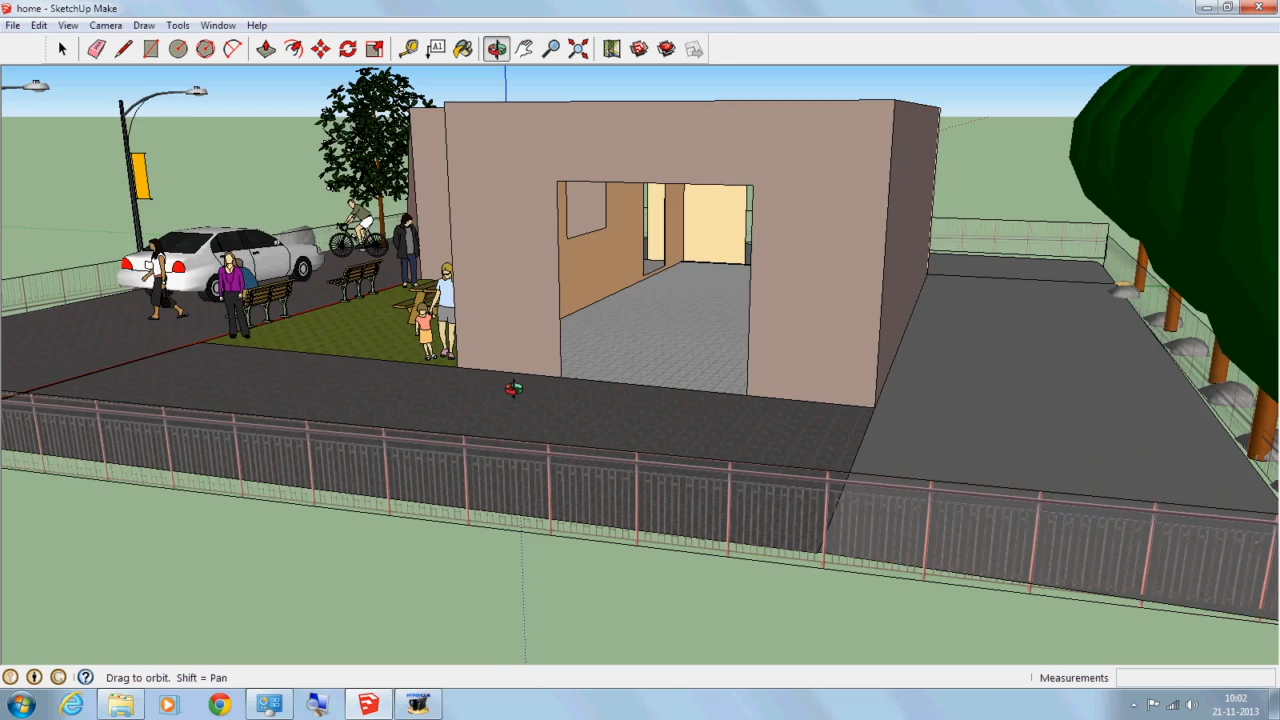 home - SketchUp Make
File Edit View Camera Draw Tools Window Help
A1
Drag to orbit. Shift = Pan
Measurements
10:02
21-11-2013